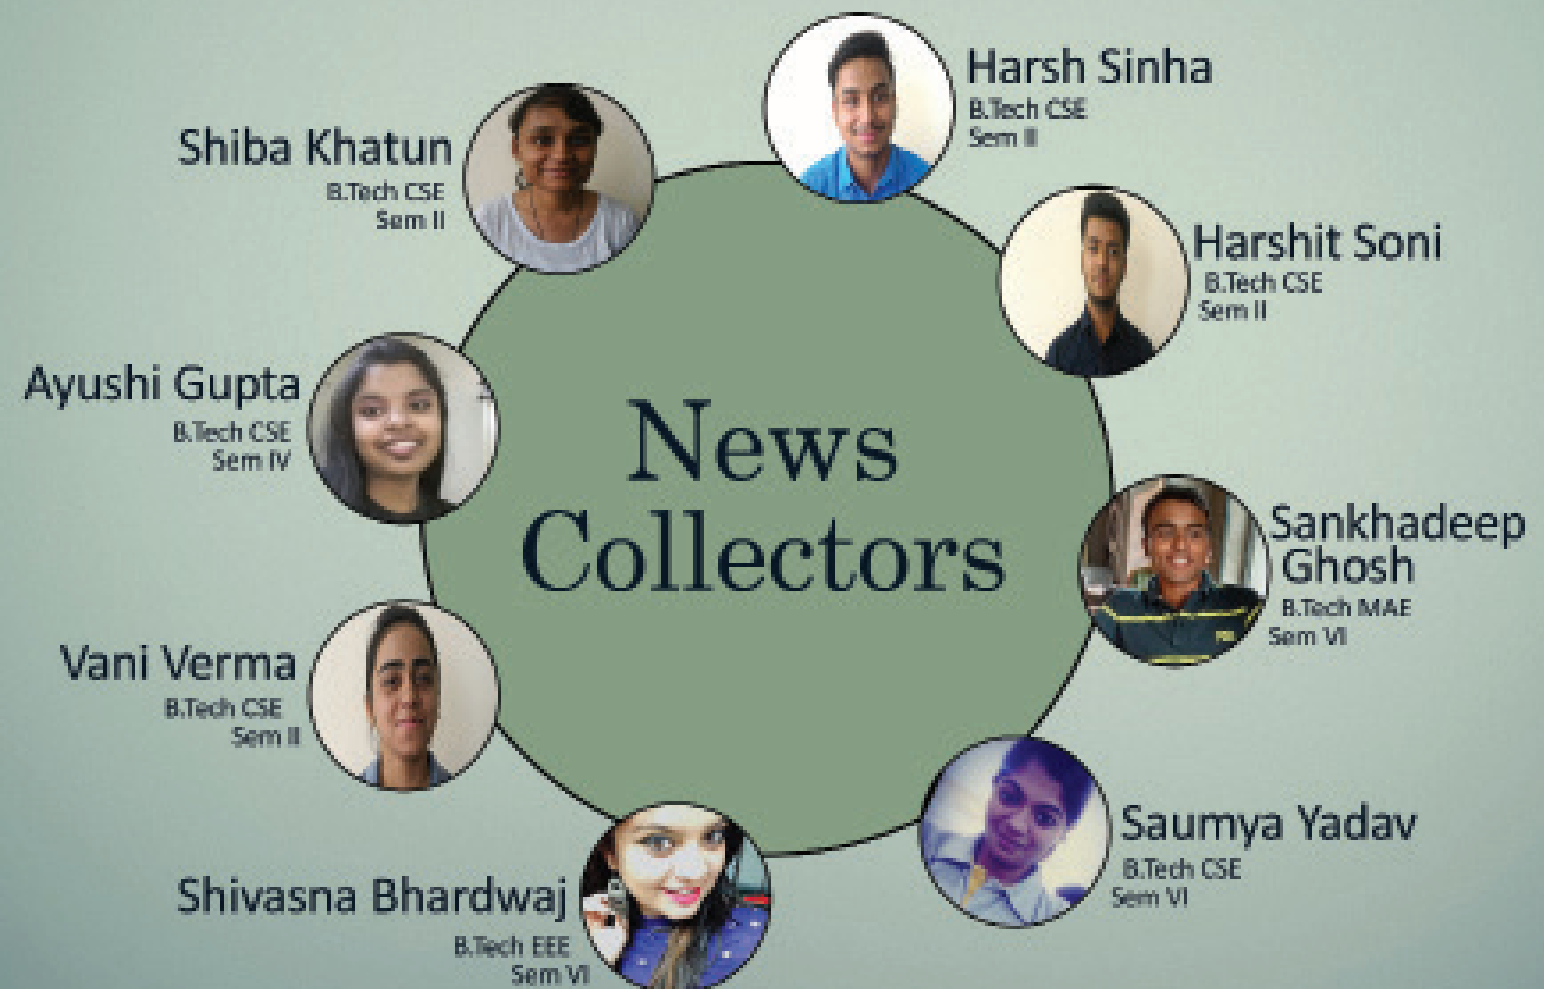 Harsh Sinha
B.Tech CSE
Sem II
Shiba Khatun
B.Tech CSE
Sem II
Harshit Soni
B.Tech CSE
Sem II
Ayushi Gupta
B.Tech CSE
Sem IV
News
Collectors
Sankhadeep
Ghosh
B.Tech MAE
Sem VI
Vani Verma
B.Tech CSE
Sem II
Saumya Yadav
B.Tech CSE
Sem VI
Shivasna Bhardwaj
B.Tech EEE
Sem VI